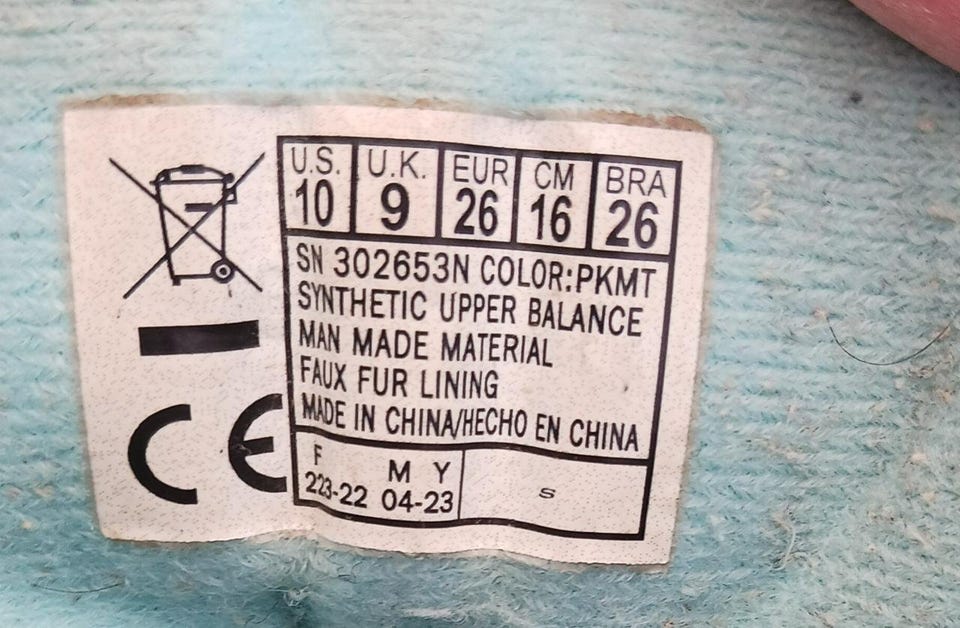 U.S. U.K. EUR CM BRA
10 9 26 16 26
SN 302653N COLOR:PKMT
SYNTHETIC UPPER BALANCE
MAN MADE MATERIAL
FAUX FUR LINING
MADE IN CHINA/HECHO EN CHINA
F M Y
223-22 04-23 S
CE